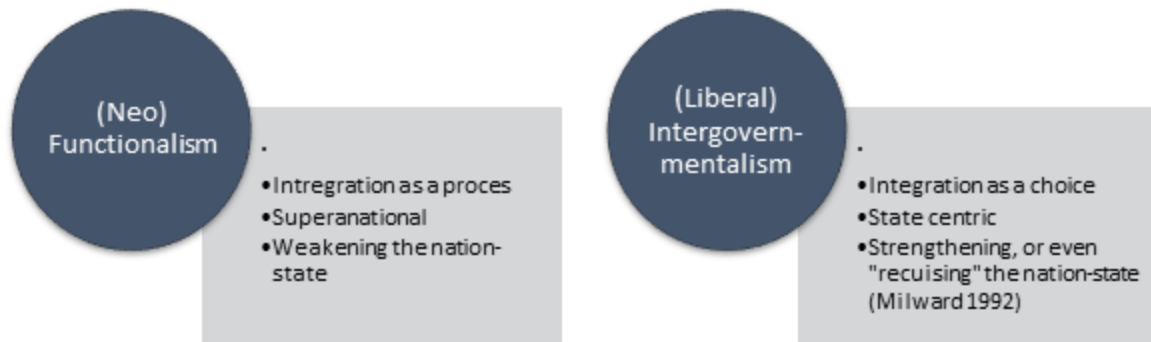 (Neo)
Functionalism
.
•Intregration as a proces
•Superanational
•Weakening the nation-
state
(Liberal)
Intergovern-
mentalism
.
•Integration as a choice
•State centric
•Strengthening, or even
"recuising" the nation-state
(Milward 1992)